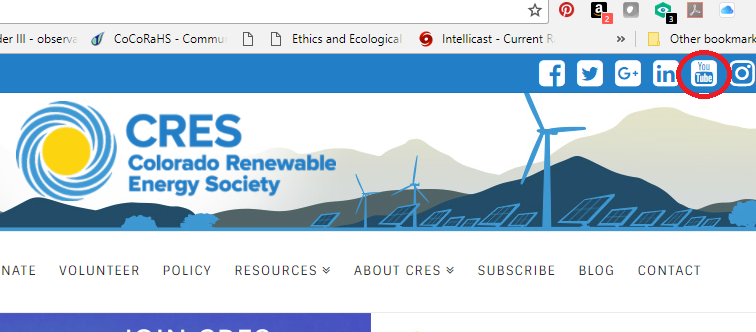 2 3
der III - observa CoCoRaHS - Commu Ethics and Ecological Intellicast - Current R » Other bookmark
f G+ in You Tube
CRES
Colorado Renewable
Energy Society
NATE VOLUNTEER POLICY RESOURCES ABOUT CRES SUBSCRIBE BLOG CONTACT
JOIN CRES